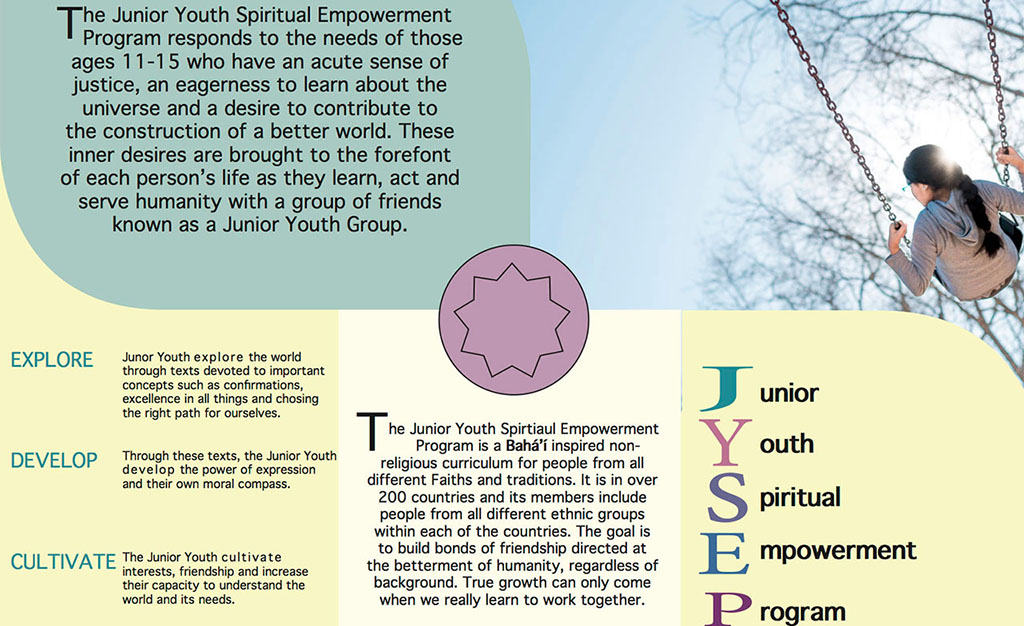 The Junior Youth Spiritual Empowerment
Program responds to the needs of those
ages 11-15 who have an acute sense of
justice, an eagerness to learn about the
universe and a desire to contribute to
the construction of a better world. These
inner desires are brought to the forefont
of each person's life as they learn, act and
serve humanity with a group of friends
known as a Junior Youth Group.
EXPLORE
Junor Youth explore the world
through texts devoted to important
concepts such as confirmations,
excellence in all things and chosing
the right path for ourselves.
DEVELOP
Through these texts, the Junior Youth
develop the power of expression
and their own moral compass.
CULTIVATE
The Junior Youth cultivate
interests, friendship and increase
their capacity to understand the
world and its needs.
The Junior Youth Spirtiaul Empowerment
Program is a Bahá'í inspired non-
religious curriculum for people from all
different Faiths and traditions. It is in over
200 countries and its members include
people from all different ethnic groups
within each of the countries. The goal is
to build bonds of friendship directed at
the betterment of humanity, regardless of
background. True growth can only come
when we really learn to work together.
Junior
Youth
Spiritual
Empowerment
Program